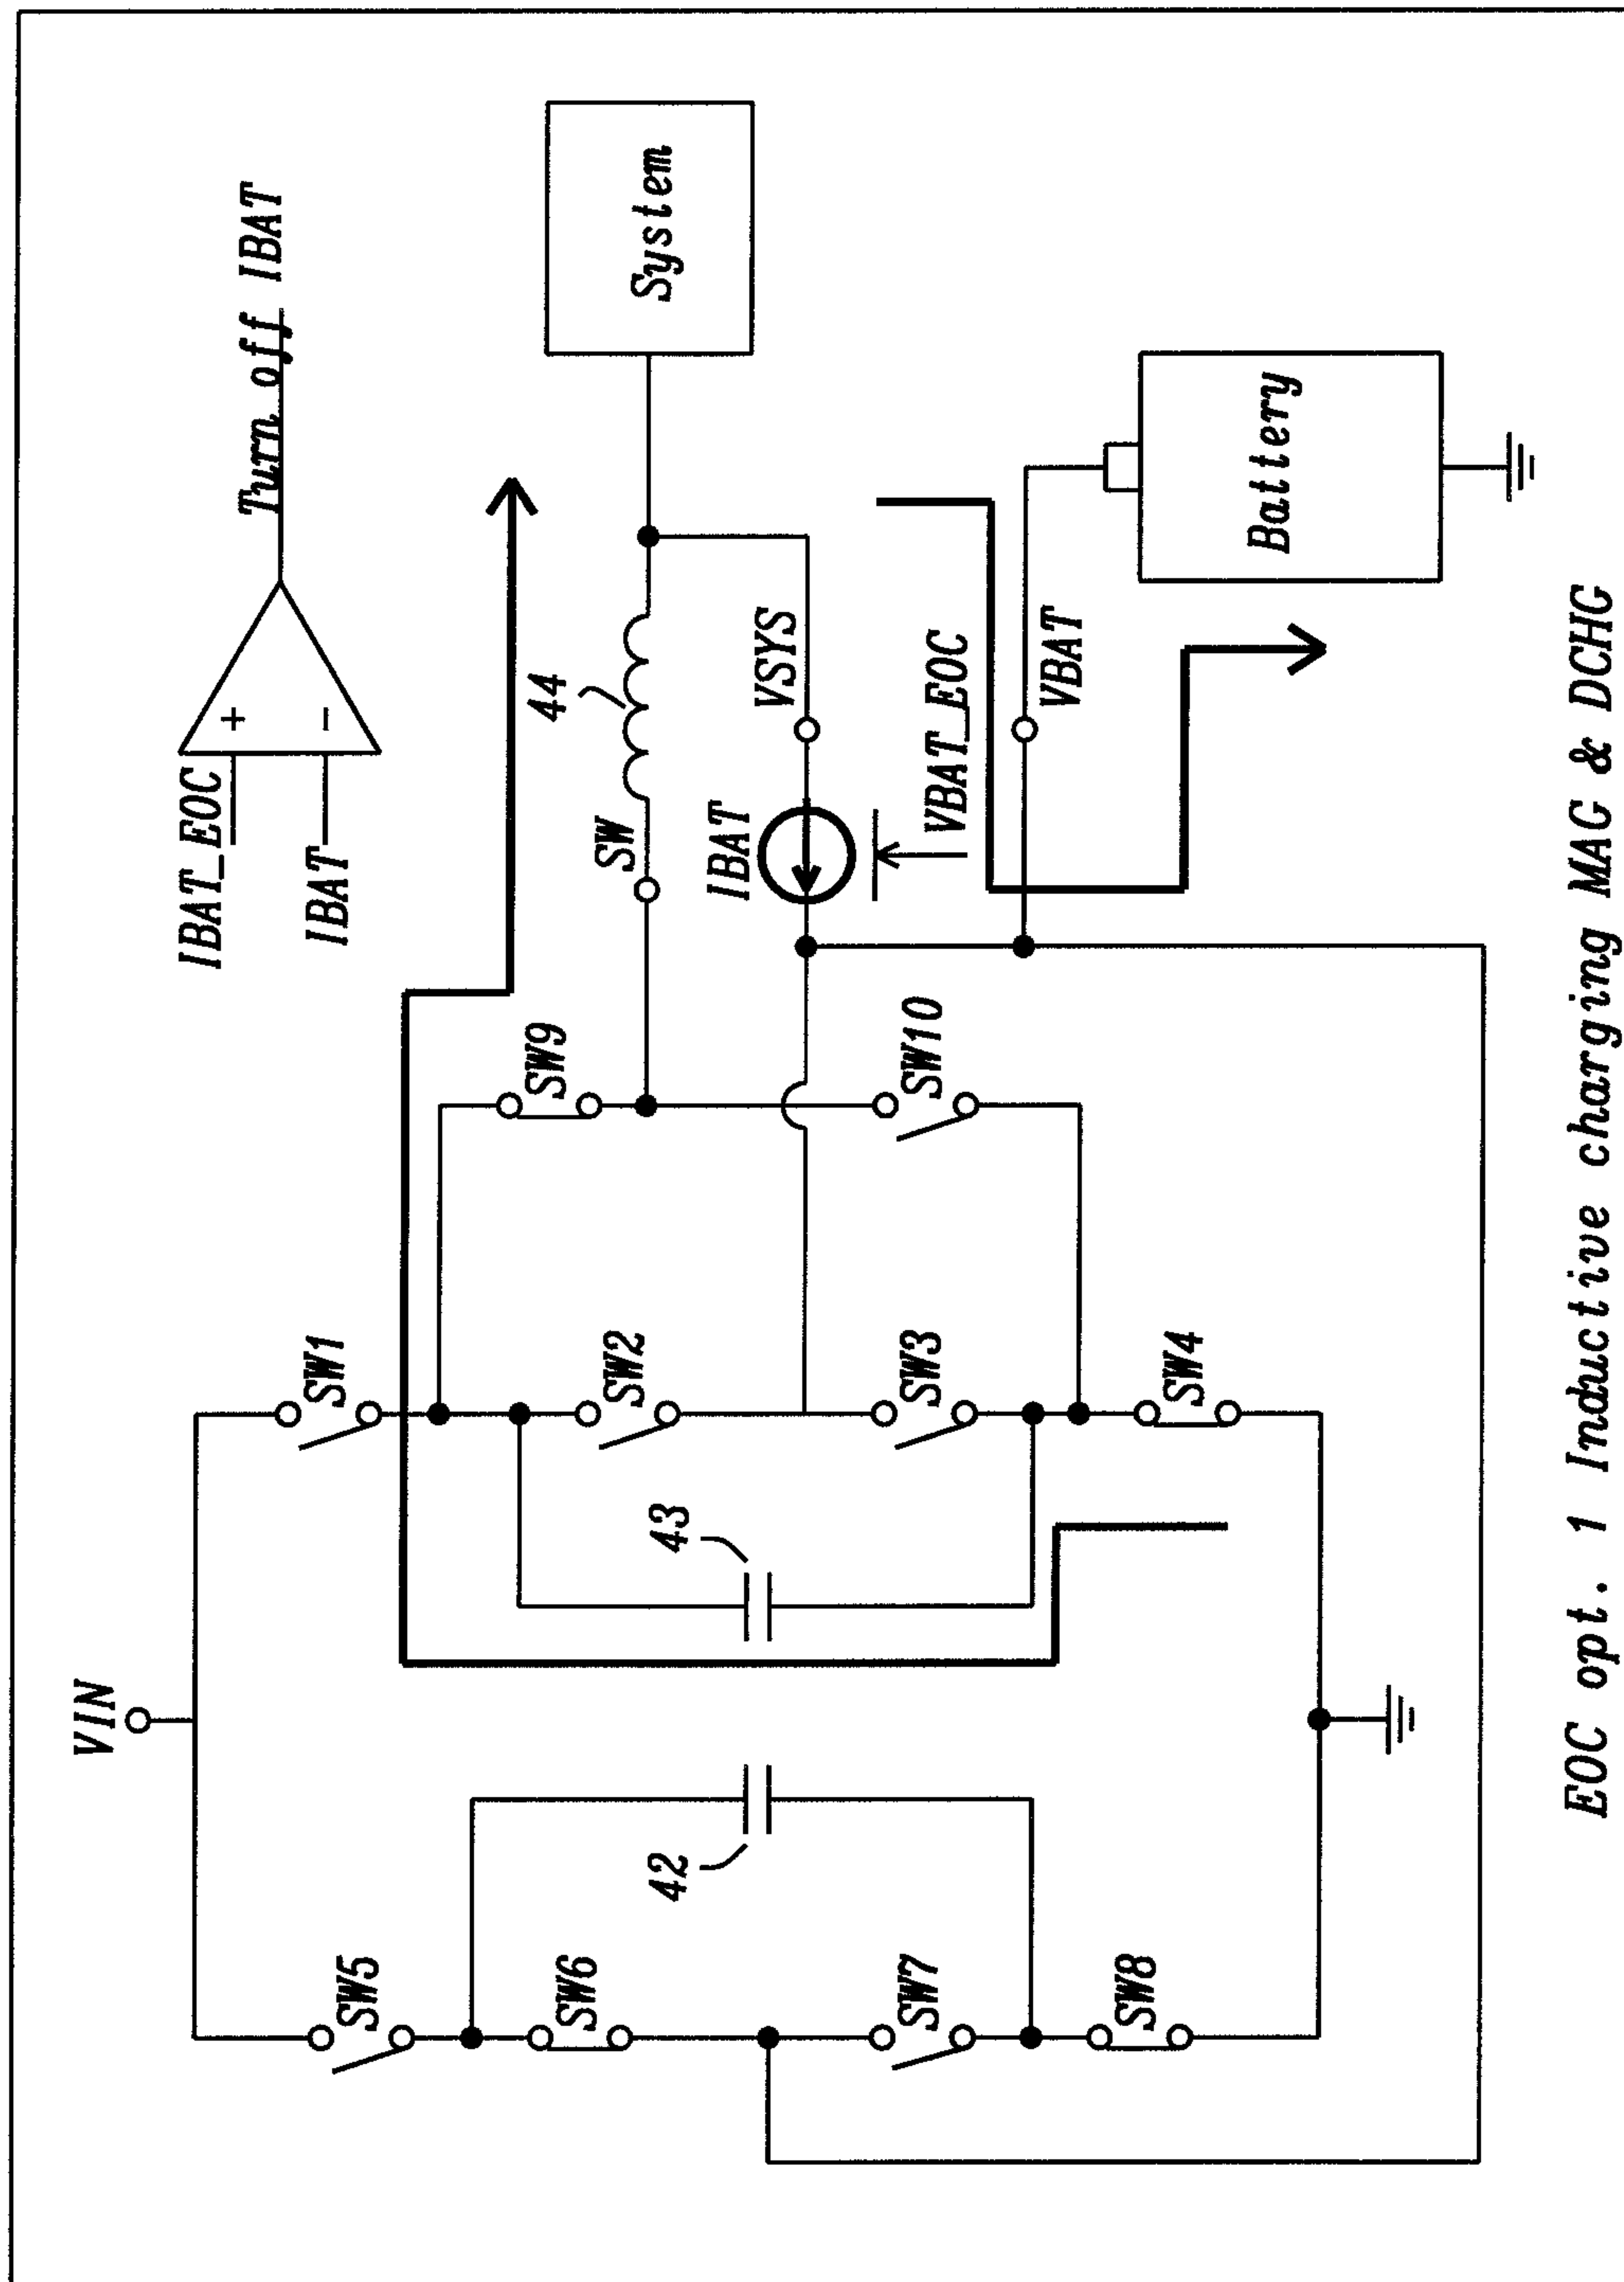 VIN
SW5
SW6
SW7
SW8
42
43
SW1
SW2
SW3
SW4
SW9
SW10
SW
44
IBAT
VSYS
VBAT_EOC
VBAT
IBAT_EOC
IBAT
+
-
Turn off IBAT
System
Battery
EOC opt. 1 Inductive charging MAG & DCHG